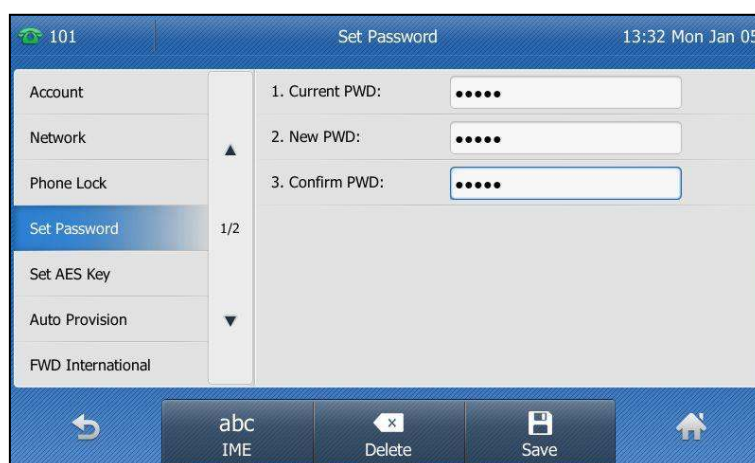 101 Set Password 13:32 Mon Jan 05
Account
Network
Phone Lock
Set Password
Set AES Key
Auto Provision
FWD International
1/2
1. Current PWD: •••••
2. New PWD: •••••
3. Confirm PWD: •••••
abc
IME
Delete
Save